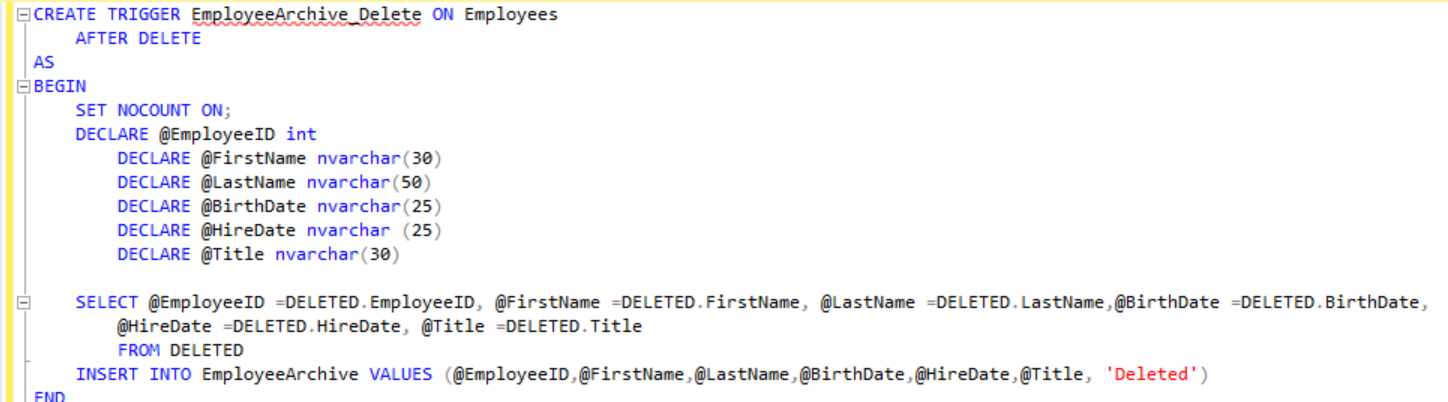 CREATE TRIGGER EmployeeArchive_Delete ON Employees
AFTER DELETE
AS
BEGIN
SET NOCOUNT ON;
DECLARE @EmployeeID int
DECLARE @FirstName nvarchar(30)
DECLARE @LastName nvarchar(50)
DECLARE @BirthDate nvarchar(25)
DECLARE @HireDate nvarchar (25)
DECLARE @Title nvarchar(30)
SELECT @EmployeeID =DELETED.EmployeeID, @FirstName =DELETED.FirstName, @LastName =DELETED.LastName,@BirthDate =DELETED.BirthDate,
@HireDate =DELETED.HireDate, @Title =DELETED.Title
FROM DELETED
INSERT INTO EmployeeArchive VALUES (@EmployeeID,@FirstName,@LastName,@BirthDate,@HireDate,@Title, 'Deleted')
END